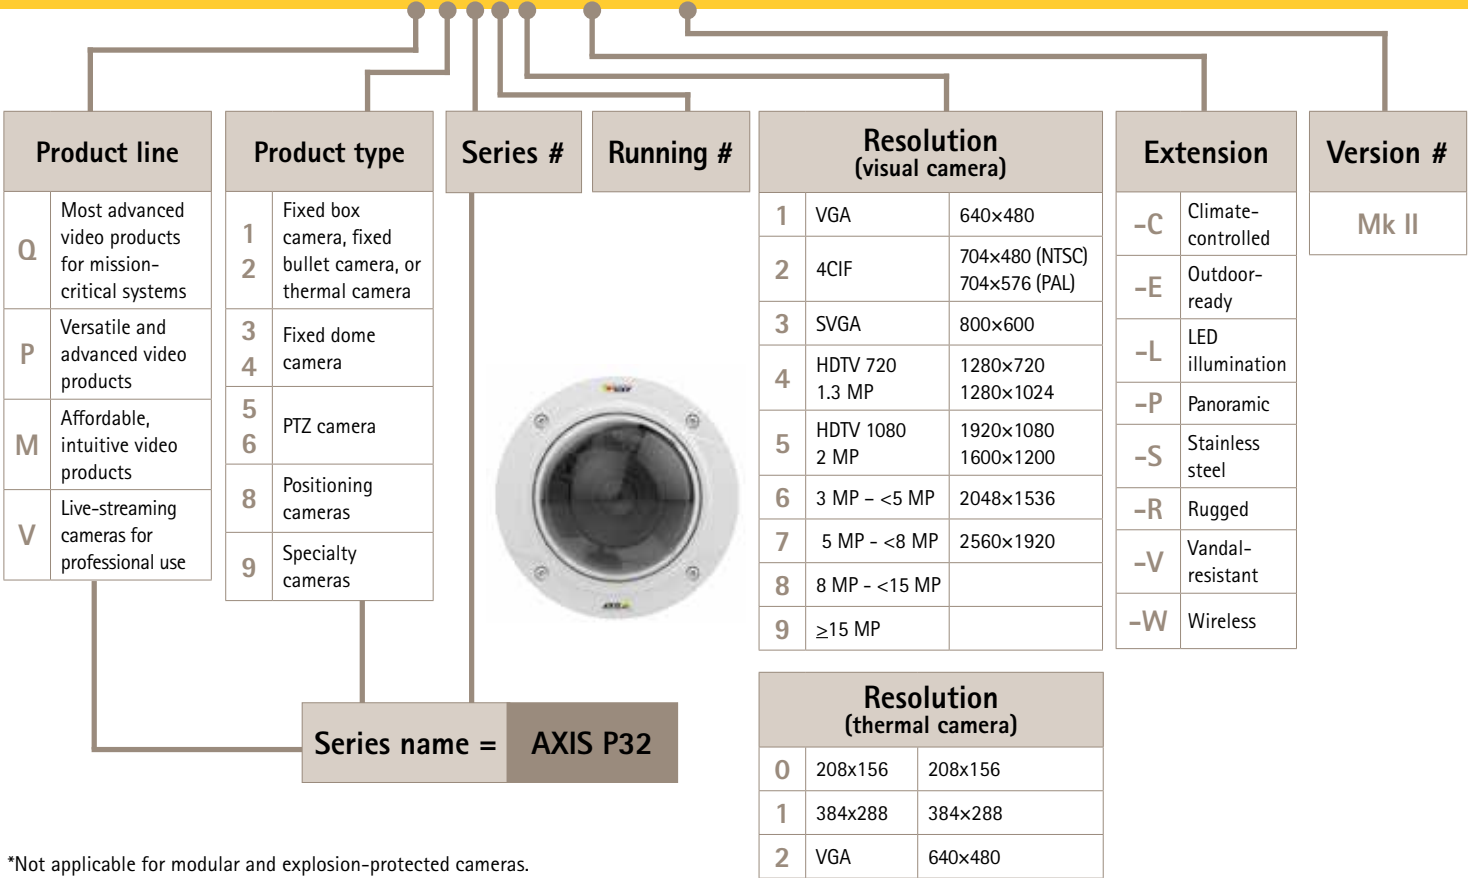 Product line
Q
Most advanced
video products
for mission-
critical systems
P
Versatile and
advanced video
products
M
Affordable,
intuitive video
products
V
Live-streaming
cameras for
professional use
Product type
1
2
Fixed box
camera, fixed
bullet camera, or
thermal camera
3
4
Fixed dome
camera
5
6
PTZ camera
8
Positioning
cameras
9
Specialty
cameras
Series #
Running #
AXIS
Resolution
(visual camera)
1 VGA 640×480
2 4CIF 704×480 (NTSC)
704×576 (PAL)
3 SVGA 800×600
4 HDTV 720 1280×720
1.3 MP 1280×1024
5 HDTV 1080 1920×1080
2 MP 1600×1200
6 3 MP – <5 MP 2048×1536
7 5 MP - <8 MP 2560×1920
8 8 MP - <15 MP
9 ≥15 MP
Extension
-C Climate-
controlled
-E Outdoor-
ready
-L LED
illumination
-P Panoramic
-S Stainless
steel
-R Rugged
-V Vandal-
resistant
-W Wireless
Version #
Mk II
Series name = AXIS P32
Resolution
(thermal camera)
0 208x156 208x156
1 384x288 384×288
2 VGA 640×480
*Not applicable for modular and explosion-protected cameras.